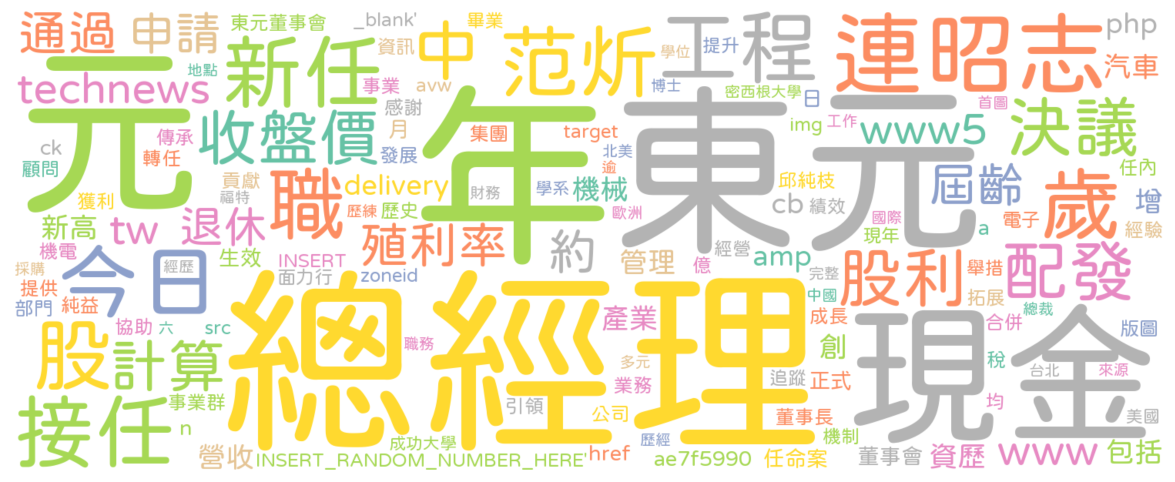 通過
申請
東元董事會
_blank'
畢業
資訊
學位
提升
工程
連昭志
php
汽車
元
新任
地點
中
范炘
博士
technews
事業
avw
密西根大學
日
首圖
ck
傳承
轉任
顧問
收盤價
感謝
月
發展
年
集團
target
北美
逾
東元
img
工作
www5
決議
任內
獲利
貢獻
福特
職
delivery
歷練
歷史
財務
學系
機械
歐洲
邱純枝
cb
績效
國際
現年
屆齡
a
電子
歲
增
經驗
新高
機電
tw
退休
生效
INSERT
面力行
殖利率
zoneid
約
管理
億
經營
amp
完整
中國
股利
舉措
拓展
配發
總裁
採購
提供
部門
純益
今日
經歷
協助
六
src
總經理
職務
產業
成長
現金
合併
版圖
股
計算
事業群
n
接任
引領
多元
業務
公司
追蹤
正式
創
稅
均
台北
來源
美國
董事長
機制
營收
成功大學
INSERT_RANDOM_NUMBER_HERE'
href
歷經
ae7f5990
任命案
董事會
資歷
www
包括